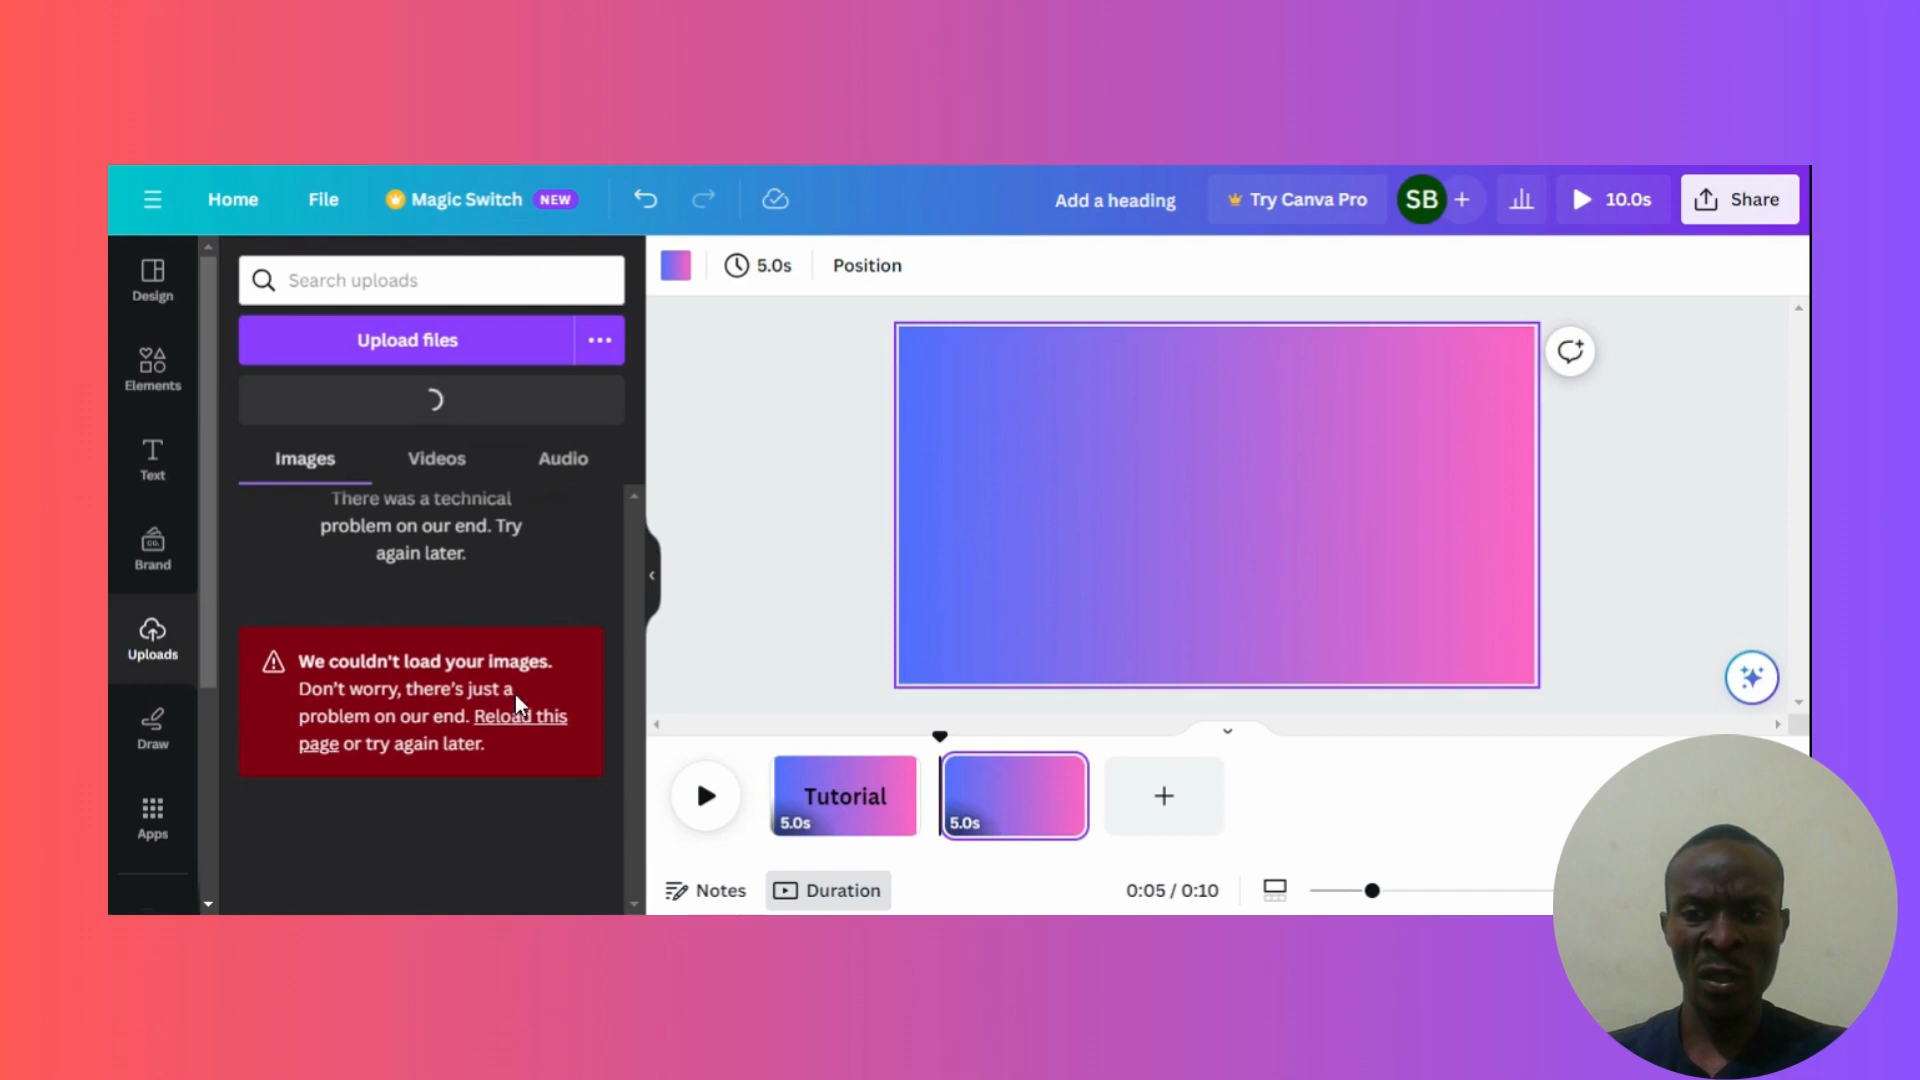 Home File Magic Switch NEW Add a heading Try Canva Pro SB + 10.0s Share
Design
Elements
Text
Brand
CO.
Uploads
Draw
Apps
Search uploads
Upload files
Images Videos Audio
There was a technical
problem on our end. Try
again later.
We couldn't load your images.
Don't worry, there's just a
problem on our end. Reload this
page or try again later.
5.0s Position
Tutorial
5.0s
5.0s
Notes Duration 0:05 / 0:10